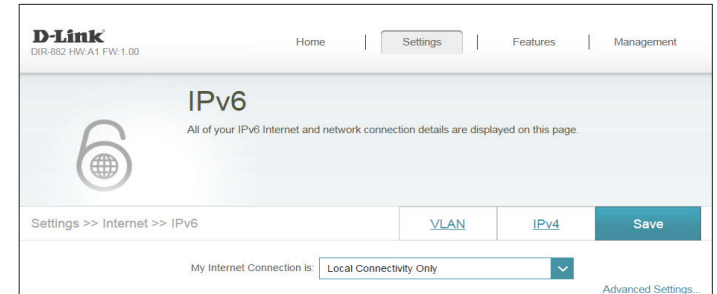 D-Link
DIR-882 HW:A1 FW:1.00
Home Settings Features Management
IPv6
All of your IPv6 Internet and network connection details are displayed on this page.
Settings >> Internet >> IPv6 VLAN IPv4 Save
My Internet Connection is: Local Connectivity Only
Advanced Settings...